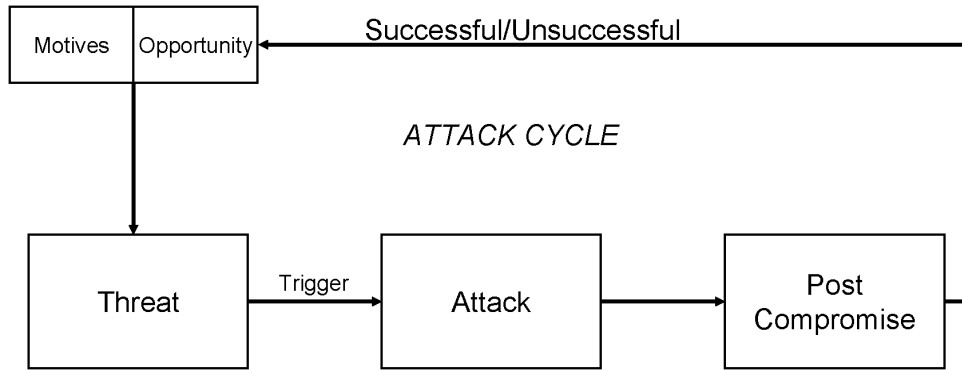 Motives
Opportunity
Successful/Unsuccessful
ATTACK CYCLE
Threat
Trigger
Attack
Post
Compromise